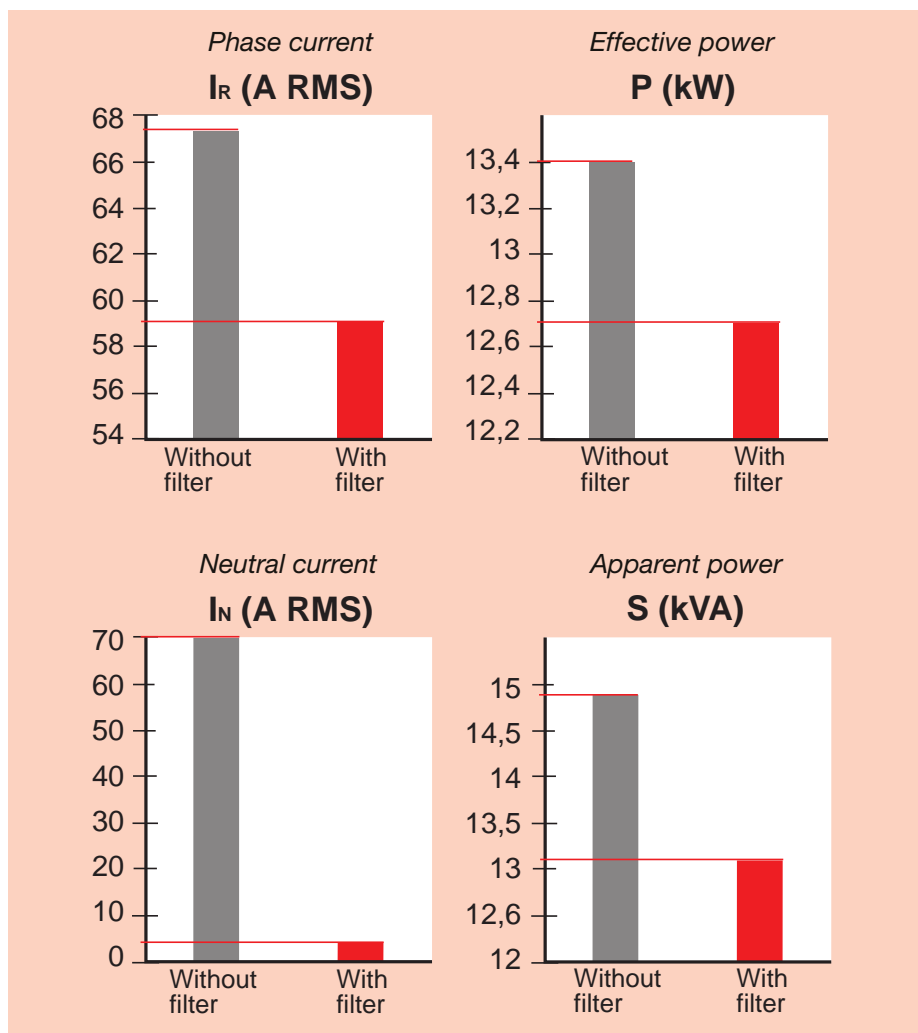 Phase current
IR (A RMS)
68
66
64
62
60
58
56
54
Without
filter
With
filter
Effective power
P (kW)
13,4
13,2
13
12,8
12,6
12,4
12,2
Without
filter
With
filter
Neutral current
IN (A RMS)
70
60
50
40
30
20
10
0
Without
filter
With
filter
Apparent power
S (kVA)
15
14,5
14
13,5
13
12,6
12
Without
filter
With
filter